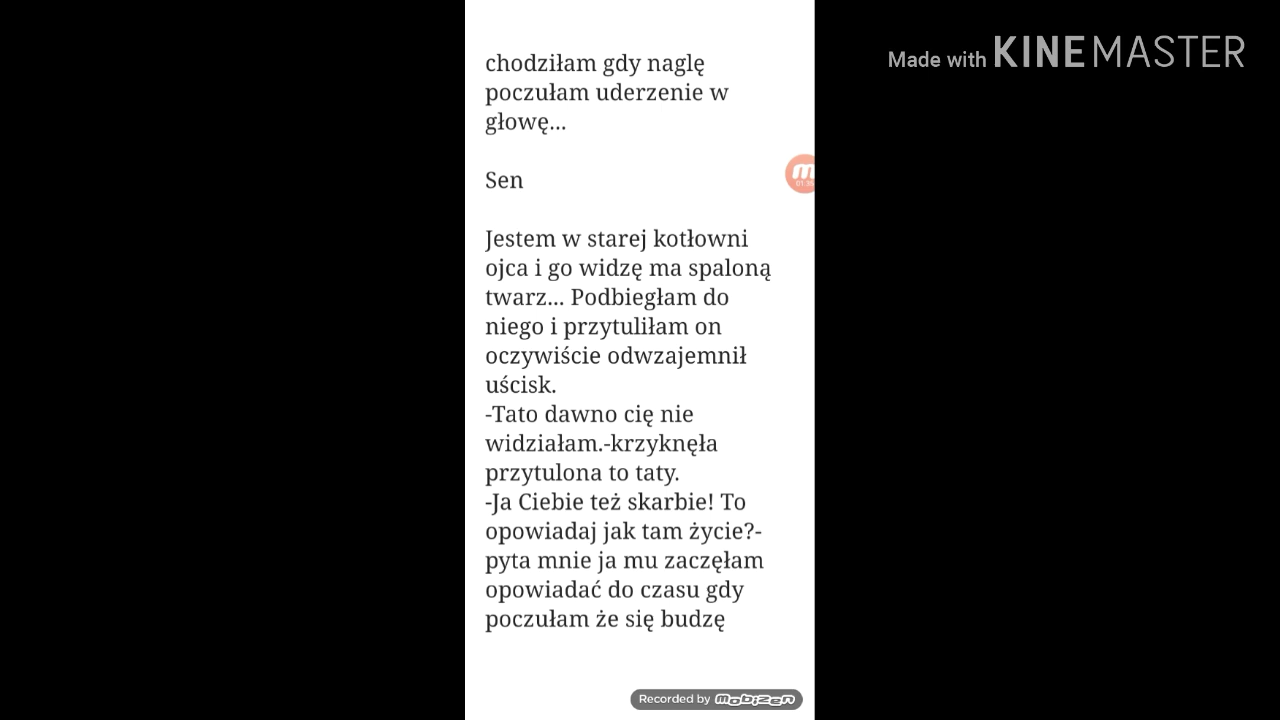 chodziłam gdy naglę
poczułam uderzenie w
głowę...
Sen
Jestem w starej kotłowni
ojca i go widzę ma spaloną
twarz... Podbiegłam do
niego i przytuliłam on
oczywiście odwzajemnił
uścisk.
-Tato dawno cię nie
widziałam.-krzyknęła
przytulona to taty.
-Ja Ciebie też skarbie! To
opowiadaj jak tam życie?-
pyta mnie ja mu zaczęłam
opowiadać do czasu gdy
poczułam że się budzę
Made with KINEMASTER
Recorded by mobizen